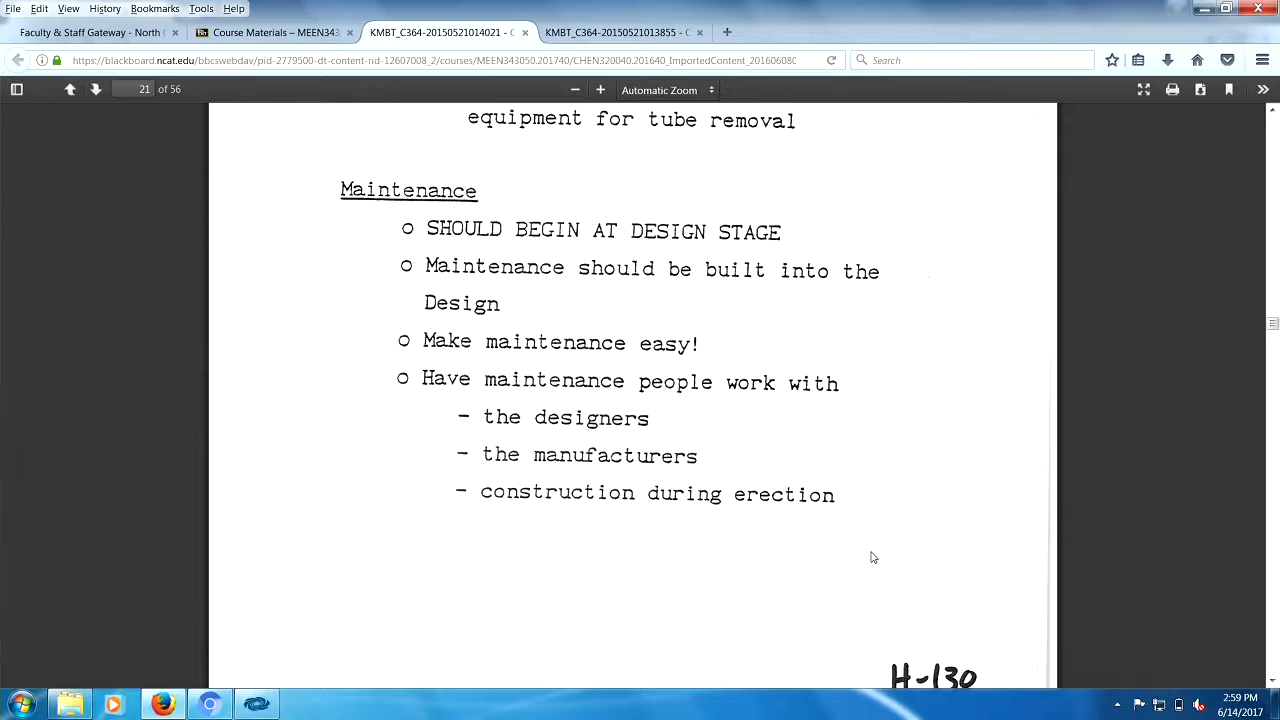 File Edit View History Bookmarks Tools Help
Faculty & Staff Gateway - North C × Bb Course Materials – MEEN343 × KMBT_C364-20150521014021 - C × KMBT_C364-20150521013855 - C × +
https://blackboard.ncat.edu/bbcswebdav/pid-2779500-dt-content-rid-12607008_2/courses/MEEN343050.201740/CHEN320040.201640_ImportedContent_201606080 Search
21 of 56 Automatic Zoom
equipment for tube removal
Maintenance
o SHOULD BEGIN AT DESIGN STAGE
o Maintenance should be built into the
Design
o Make maintenance easy!
o Have maintenance people work with
- the designers
- the manufacturers
- construction during erection
H-130
2:59 PM
6/14/2017